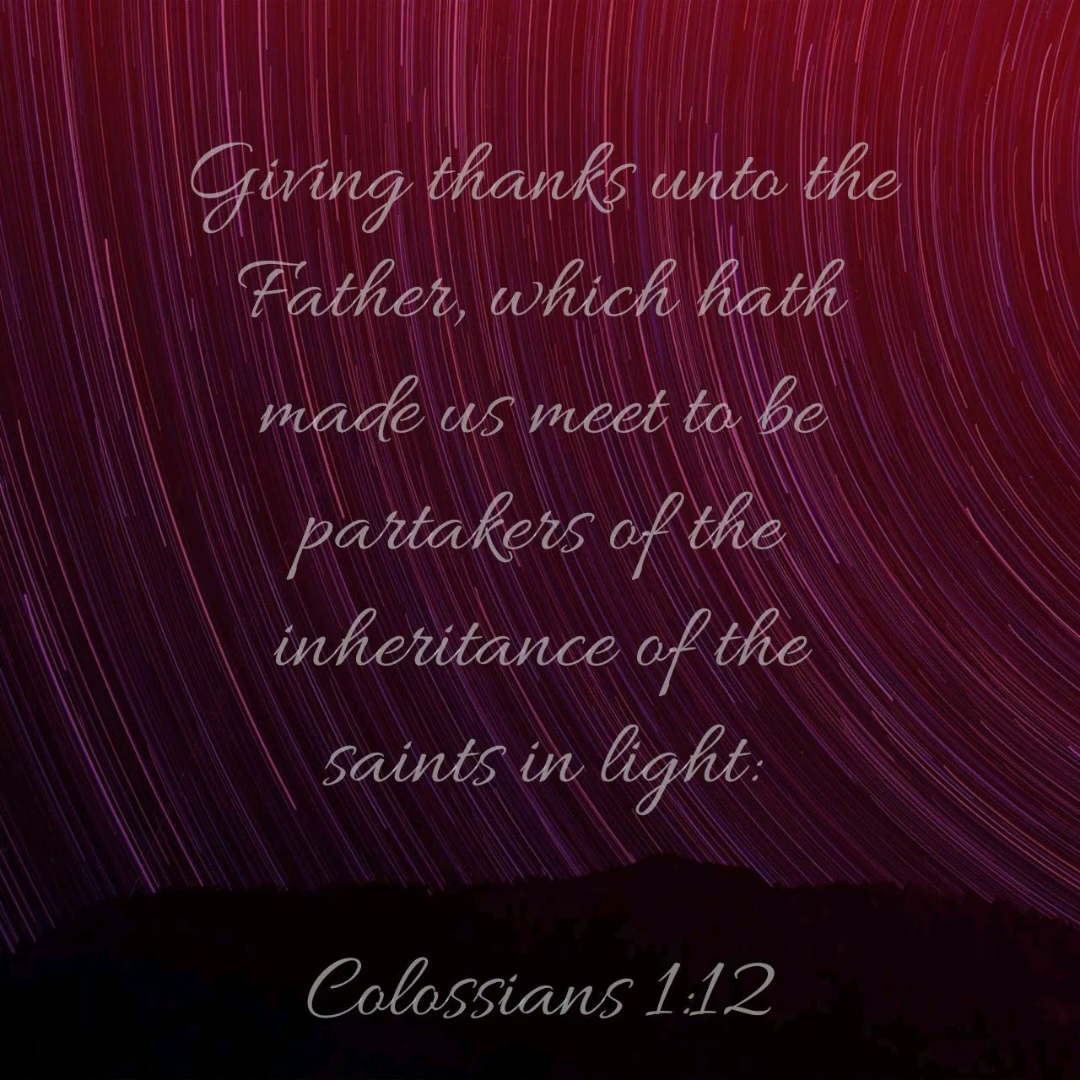 Giving thanks unto the
Father, which hath
made us meet to be
partakers of the
inheritance of the
saints in light:
Colossians 1:12